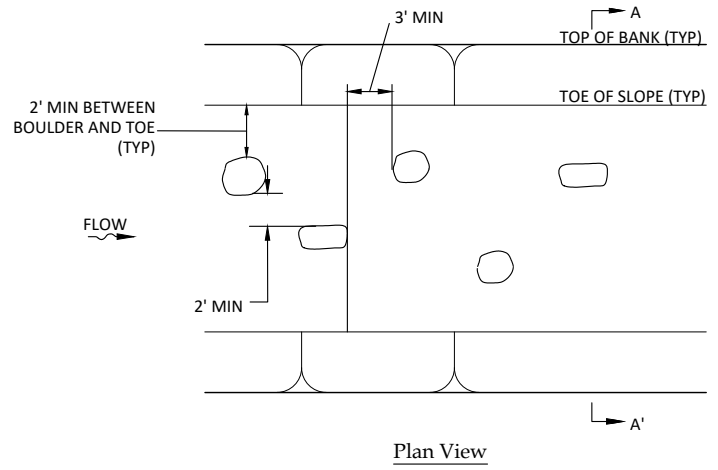 A
3' MIN
TOP OF BANK (TYP)
2' MIN BETWEEN
BOULDER AND TOE
(TYP)
TOE OF SLOPE (TYP)
FLOW
2' MIN
A'
Plan View